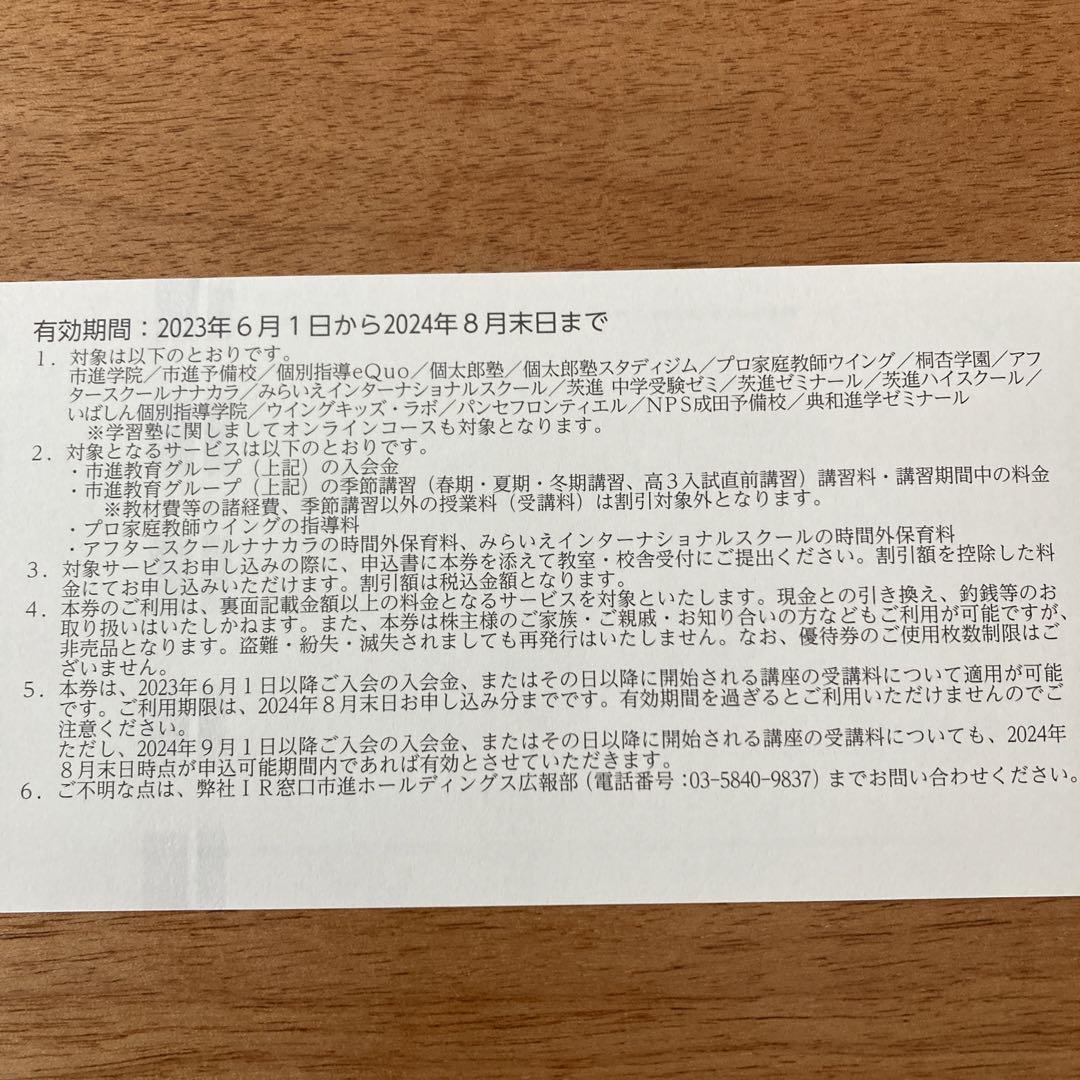 有効期間：2023年６月１日から2024年８月末日まで
１．対象は以下のとおりです。
市進学院／市進予備校／個別指導eQuo／個太郎塾／個太郎塾スタディジム／プロ家庭教師ウイング／桐杏学園／アフ
タースクールナナカラ／みらいえインターナショナルスクール／茨進 中学受験ゼミ／茨進ゼミナール／茨進ハイスクール／
いばしん個別指導学院／ウイングキッズ・ラボ／パンセフロンティエル／ＮＰＳ成田予備校／典和進学ゼミナール
※学習塾に関しましてオンラインコースも対象となります。
２．対象となるサービスは以下のとおりです。
・市進教育グループ（上記）の入会金
・市進教育グループ（上記）の季節講習（春期・夏期・冬期講習、高３入試直前講習）講習料・講習期間中の料金
※教材費等の諸経費、季節講習以外の授業料（受講料）は割引対象外となります。
・プロ家庭教師ウイングの指導料
・アフタースクールナナカラの時間外保育料、みらいえインターナショナルスクールの時間外保育料
３．対象サービスお申し込みの際に、申込書に本券を添えて教室・校舎受付にご提出ください。割引額を控除した料
金にてお申し込みいただけます。割引額は税込金額となります。
４．本券のご利用は、裏面記載金額以上の料金となるサービスを対象といたします。現金との引き換え、釣銭等のお
取り扱いはいたしかねます。また、本券は株主様のご家族・ご親戚・お知り合いの方などもご利用が可能ですが、
非売品となります。盗難・紛失・滅失されましても再発行はいたしません。なお、優待券のご使用枚数制限はご
ざいません。
５．本券は、2023年６月１日以降ご入会の入会金、またはその日以降に開始される講座の受講料について適用が可能
です。ご利用期限は、2024年８月末日お申し込み分までです。有効期間を過ぎるとご利用いただけませんのでご
注意ください。
ただし、2024年９月１日以降ご入会の入会金、またはその日以降に開始される講座の受講料についても、2024年
８月末日時点が申込可能期間内であれば有効とさせていただきます。
６．ご不明な点は、弊社ＩＲ窓口市進ホールディングス広報部（電話番号：03-5840-9837）までお問い合わせください。